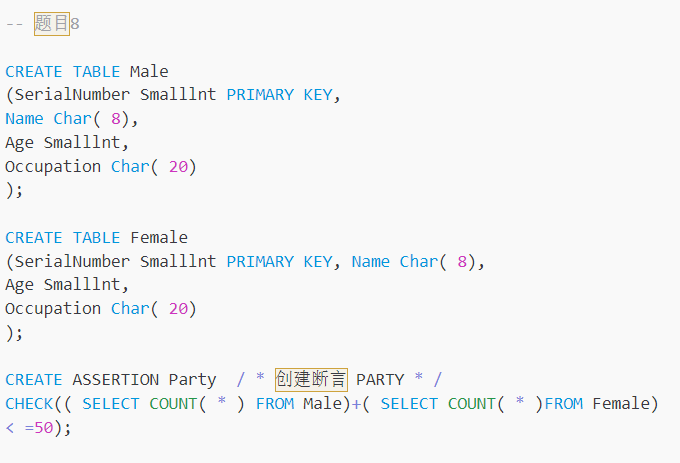 -- 题目8
CREATE TABLE Male
(SerialNumber Smalllnt PRIMARY KEY,
Name Char( 8),
Age Smalllnt,
Occupation Char( 20)
);
CREATE TABLE Female
(SerialNumber Smalllnt PRIMARY KEY, Name Char( 8),
Age Smalllnt,
Occupation Char( 20)
);
CREATE ASSERTION Party  / * 创建断言 PARTY * /
CHECK(( SELECT COUNT( * ) FROM Male)+( SELECT COUNT( * )FROM Female)
< =50);